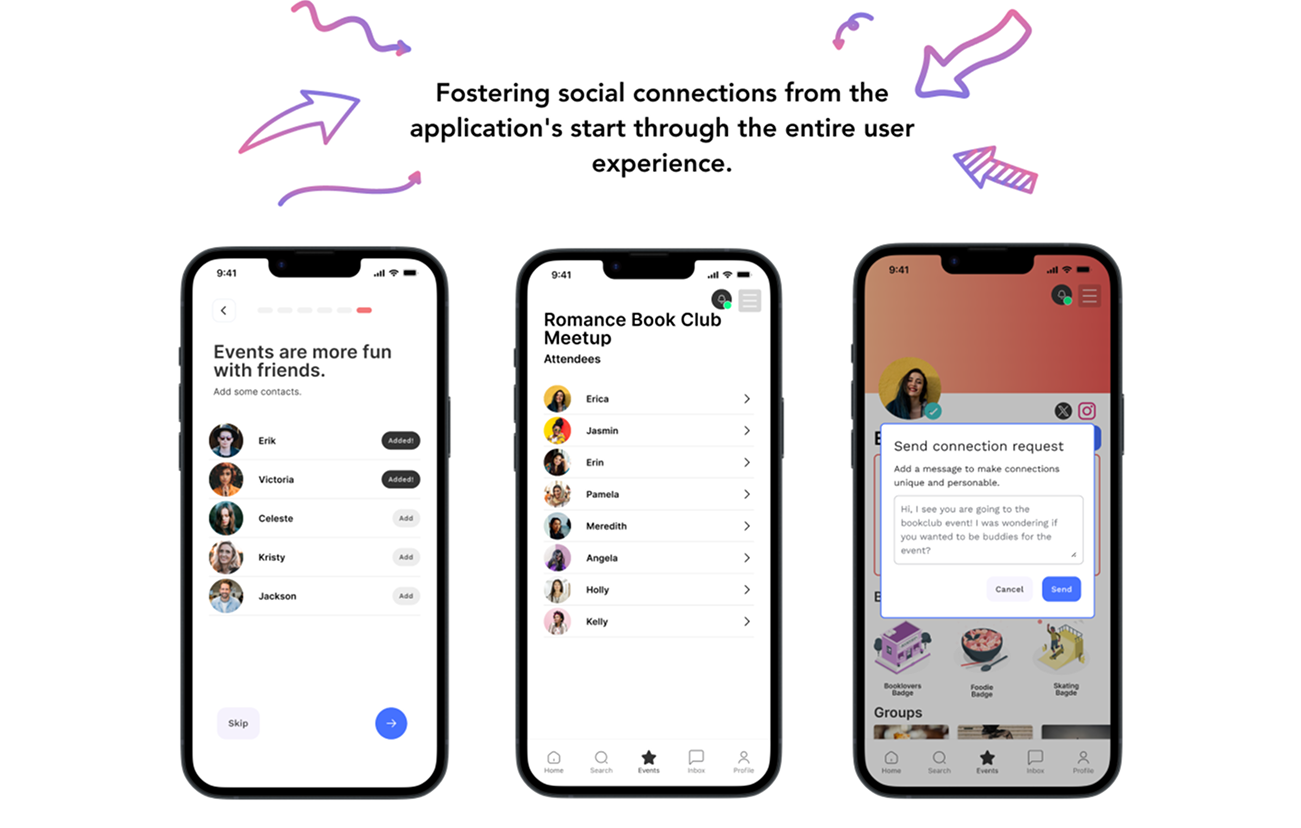 Fostering social connections from the
application's start through the entire user
experience.
9:41
Events are more fun
with friends.
Add some contacts.
Erik
Added!
Victoria
Added!
Celeste
Add
Kristy
Add
Jackson
Add
Skip
9:41
Romance Book Club
Meetup
Attendees
Erica
Jasmin
Erin
Pamela
Meredith
Angela
Holly
Kelly
Home
Search
Events
Inbox
Profile
9:41
Send connection request
Add a message to make connections
unique and personable.
Hi, I see you are going to the
bookclub event! I was wondering if
you wanted to be buddies for the
event?
Cancel
Send
Booklovers
Badge
Foodie
Badge
Skating
Bagde
Groups
Home
Search
Events
Inbox
Profile